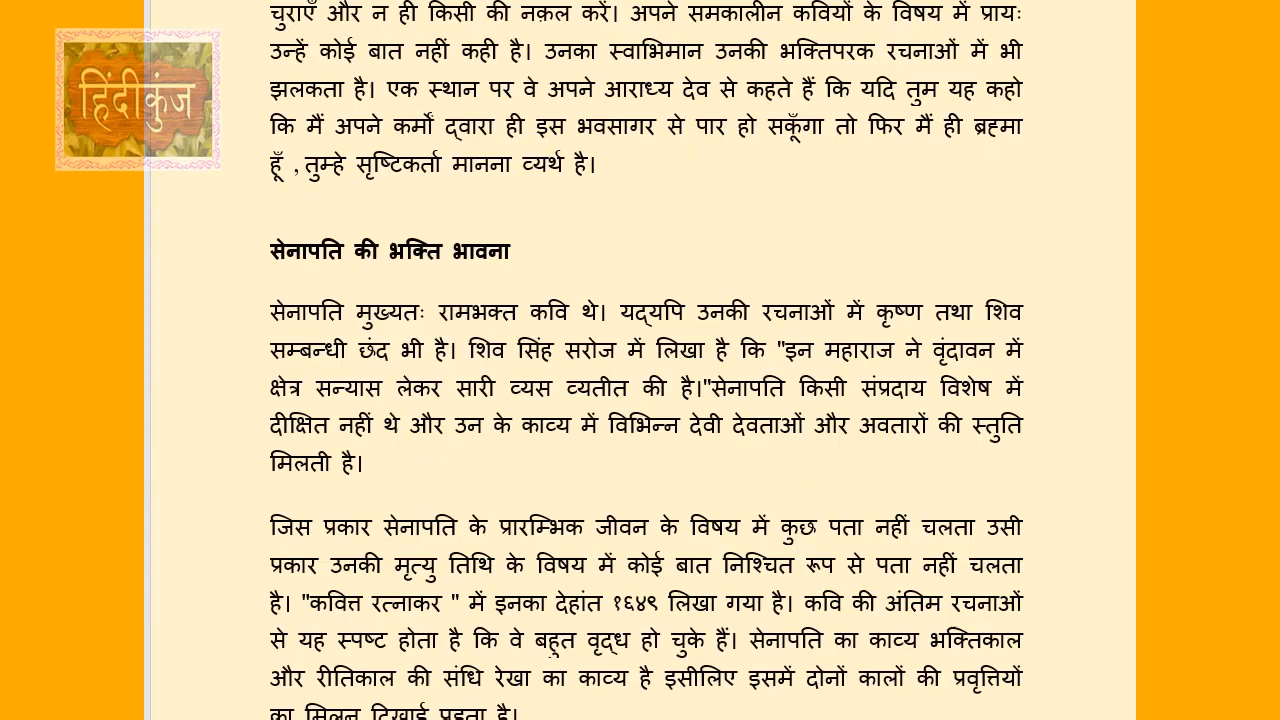 चुराएँ और न ही किसी की नक़ल करें। अपने समकालीन कवियों के विषय में प्रायः
उन्हें कोई बात नहीं कही है। उनका स्वाभिमान उनकी भक्तिपरक रचनाओं में भी
झलकता है। एक स्थान पर वे अपने आराध्य देव से कहते हैं कि यदि तुम यह कहो
कि मैं अपने कर्मों द्वारा ही इस भवसागर से पार हो सकूँगा तो फिर मैं ही ब्रह्मा
हूँ , तुम्हे सृष्टिकर्ता मानना व्यर्थ है।
हिंदीकुंज
सेनापति की भक्ति भावना
सेनापति मुख्यतः रामभक्त कवि थे। यद्यपि उनकी रचनाओं में कृष्ण तथा शिव
सम्बन्धी छंद भी है। शिव सिंह सरोज में लिखा है कि "इन महाराज ने वृंदावन में
क्षेत्र सन्यास लेकर सारी व्यस व्यतीत की है।"सेनापति किसी संप्रदाय विशेष में
दीक्षित नहीं थे और उन के काव्य में विभिन्न देवी देवताओं और अवतारों की स्तुति
मिलती है।
जिस प्रकार सेनापति के प्रारम्भिक जीवन के विषय में कुछ पता नहीं चलता उसी
प्रकार उनकी मृत्यु तिथि के विषय में कोई बात निश्चित रूप से पता नहीं चलता
है। "कवित्त रत्नाकर " में इनका देहांत १६४९ लिखा गया है। कवि की अंतिम रचनाओं
से यह स्पष्ट होता है कि वे बहुत वृद्ध हो चुके हैं। सेनापति का काव्य भक्तिकाल
और रीतिकाल की संधि रेखा का काव्य है इसीलिए इसमें दोनों कालों की प्रवृत्तियों
का मिलन दिखाई पड़ता है।